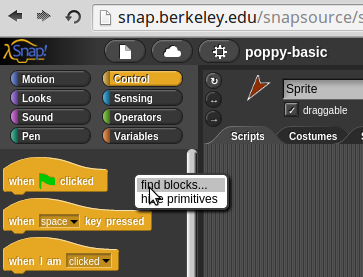 snap.berkeley.edu/snapsource/s
Snap!
poppy-basic
Motion
Control
Looks
Sensing
Sound
Operators
Pen
Variables
Sprite
draggable
Scripts
Costumes
when clicked
find blocks...
primitives
when space key pressed
when I am clicked